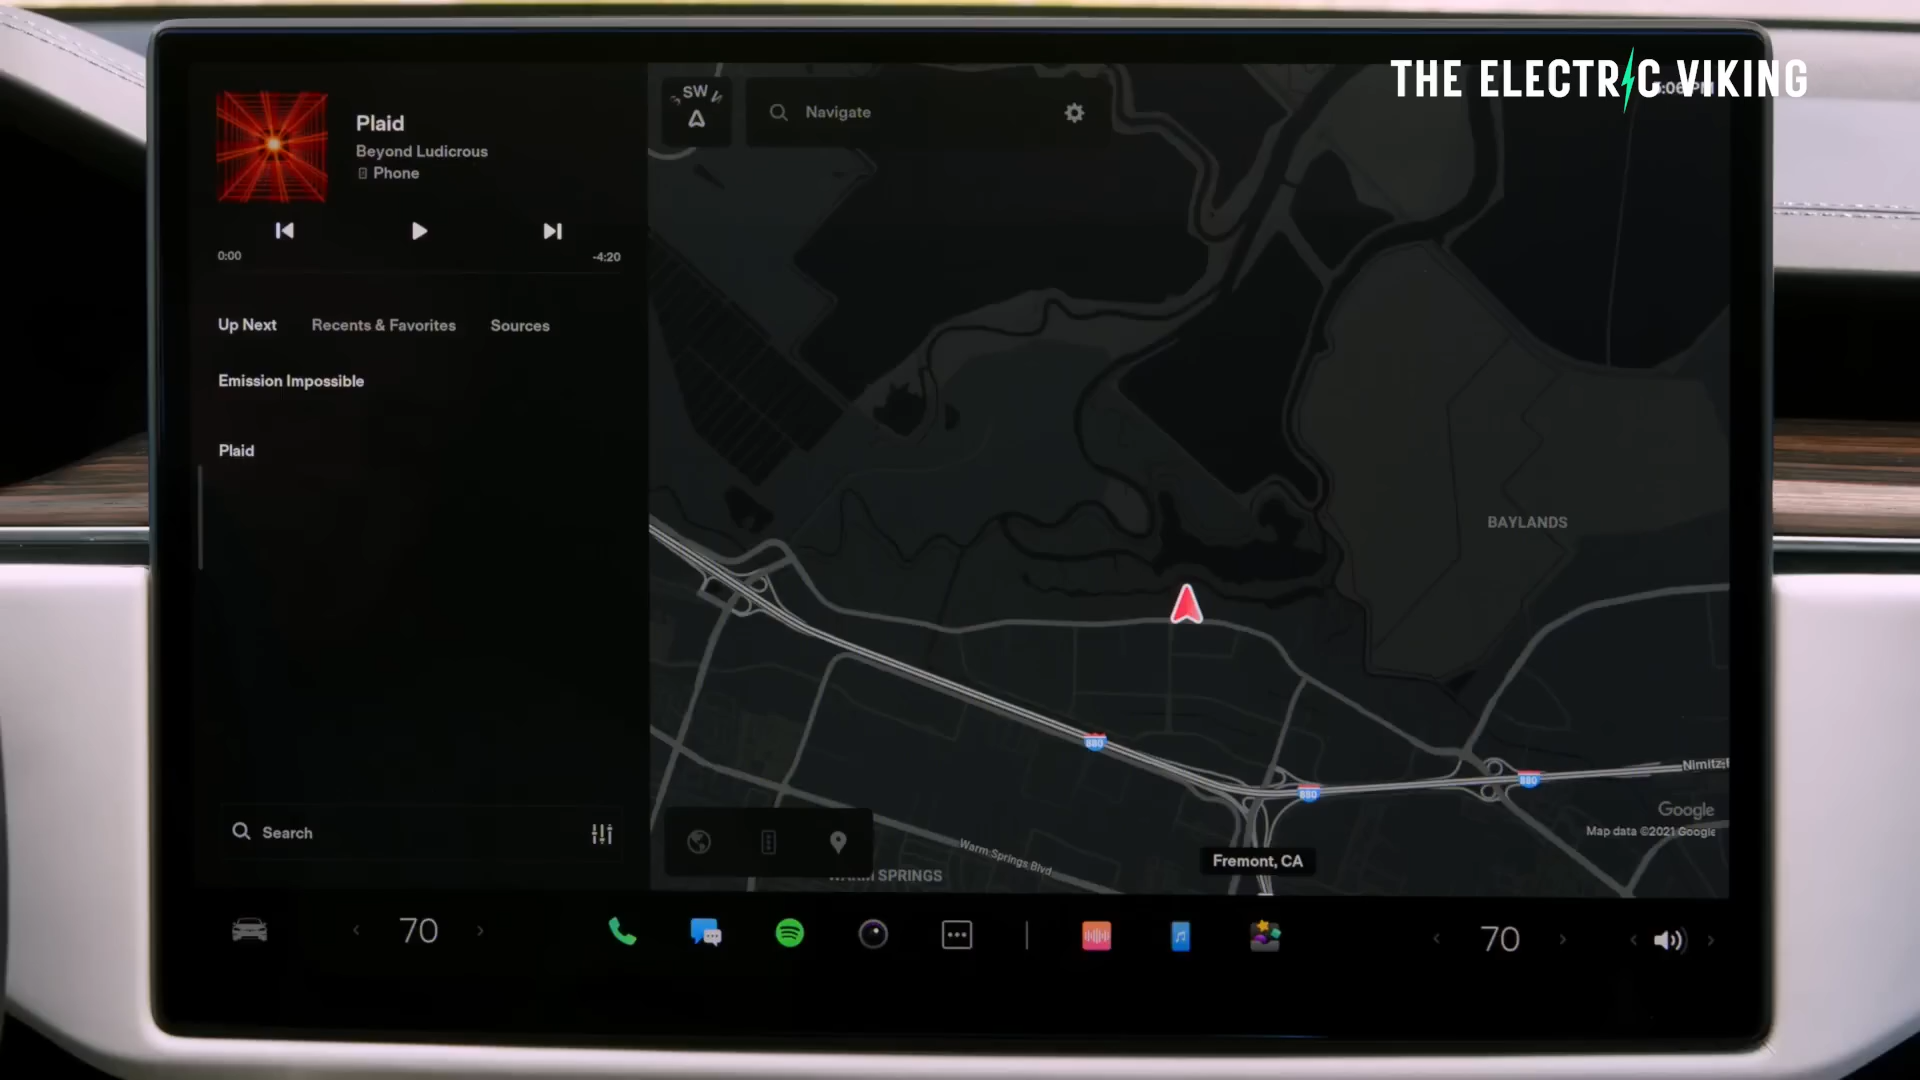 THE ELECTRIC VIKING
Plaid
Beyond Ludicrous
Phone
0:00
-4:20
Up Next
Recents & Favorites
Sources
Emission Impossible
Plaid
Search
SW
Navigate
BAYLANDS
880
880
880
Google
Map data ©2021 Google
Warm Springs Blvd
Fremont, CA
SPRINGS
70
70